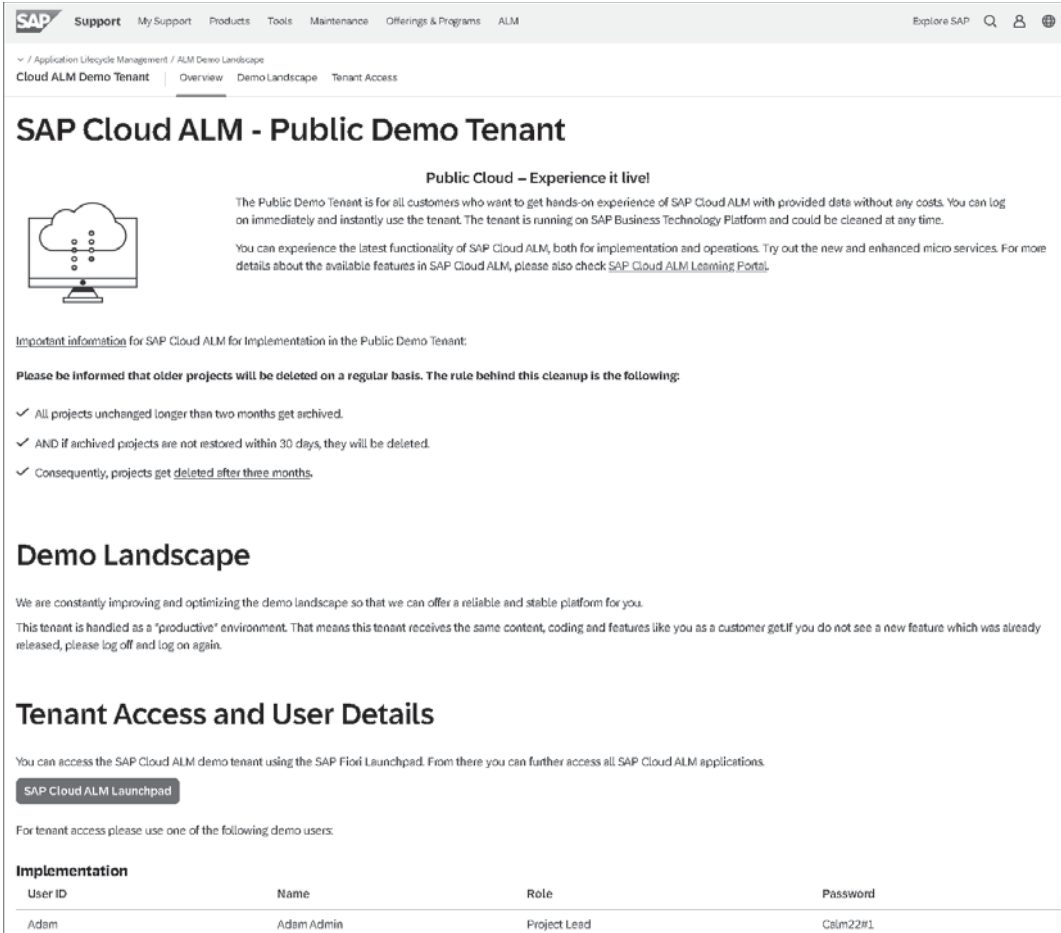 SAP Support My Support Products Tools Maintenance Offerings & Programs ALM Explore SAP
/ Application Lifecycle Management / ALM Demo Landscape
Cloud ALM Demo Tenant Overview Demo Landscape Tenant Access
SAP Cloud ALM - Public Demo Tenant
Public Cloud – Experience it live!
The Public Demo Tenant is for all customers who want to get hands-on experience of SAP Cloud ALM with provided data without any costs. You can log
on immediately and instantly use the tenant. The tenant is running on SAP Business Technology Platform and could be cleaned at any time.
You can experience the latest functionality of SAP Cloud ALM, both for implementation and operations. Try out the new and enhanced micro services. For more
details about the available features in SAP Cloud ALM, please also check SAP Cloud ALM Learning Portal.
Important information for SAP Cloud ALM for Implementation in the Public Demo Tenant:
Please be informed that older projects will be deleted on a regular basis. The rule behind this cleanup is the following:
✓ All projects unchanged longer than two months get archived.
✓ AND if archived projects are not restored within 30 days, they will be deleted.
✓ Consequently, projects get deleted after three months.
Demo Landscape
We are constantly improving and optimizing the demo landscape so that we can offer a reliable and stable platform for you.
This tenant is handled as a "productive" environment. That means this tenant receives the same content, coding and features like you as a customer get.If you do not see a new feature which was already
released, please log off and log on again.
Tenant Access and User Details
You can access the SAP Cloud ALM demo tenant using the SAP Fiori Launchpad. From there you can further access all SAP Cloud ALM applications.
SAP Cloud ALM Launchpad
For tenant access please use one of the following demo users:
Implementation
User ID Name Role Password
Adam Adam Admin Project Lead Calm22#1